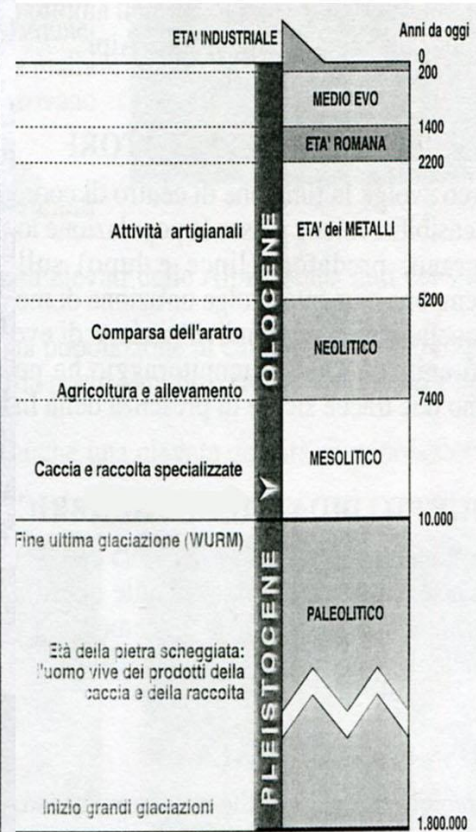 Anni da oggi
ETA' INDUSTRIALE
0
200
MEDIO EVO
1400
ETA' ROMANA
2200
Attività artigianali
ETA' dei METALLI
OLOCENE
5200
Comparsa dell'aratro
NEOLITICO
Agricoltura e allevamento
7400
Caccia e raccolta specializzate
MESOLITICO
10.000
Fine ultima glaciazione (WURM)
PLEISTOCENE
PALEOLITICO
Età della pietra scheggiata:
l'uomo vive dei prodotti della
caccia e della raccolta
Inizio grandi glaciazioni
1.800.000